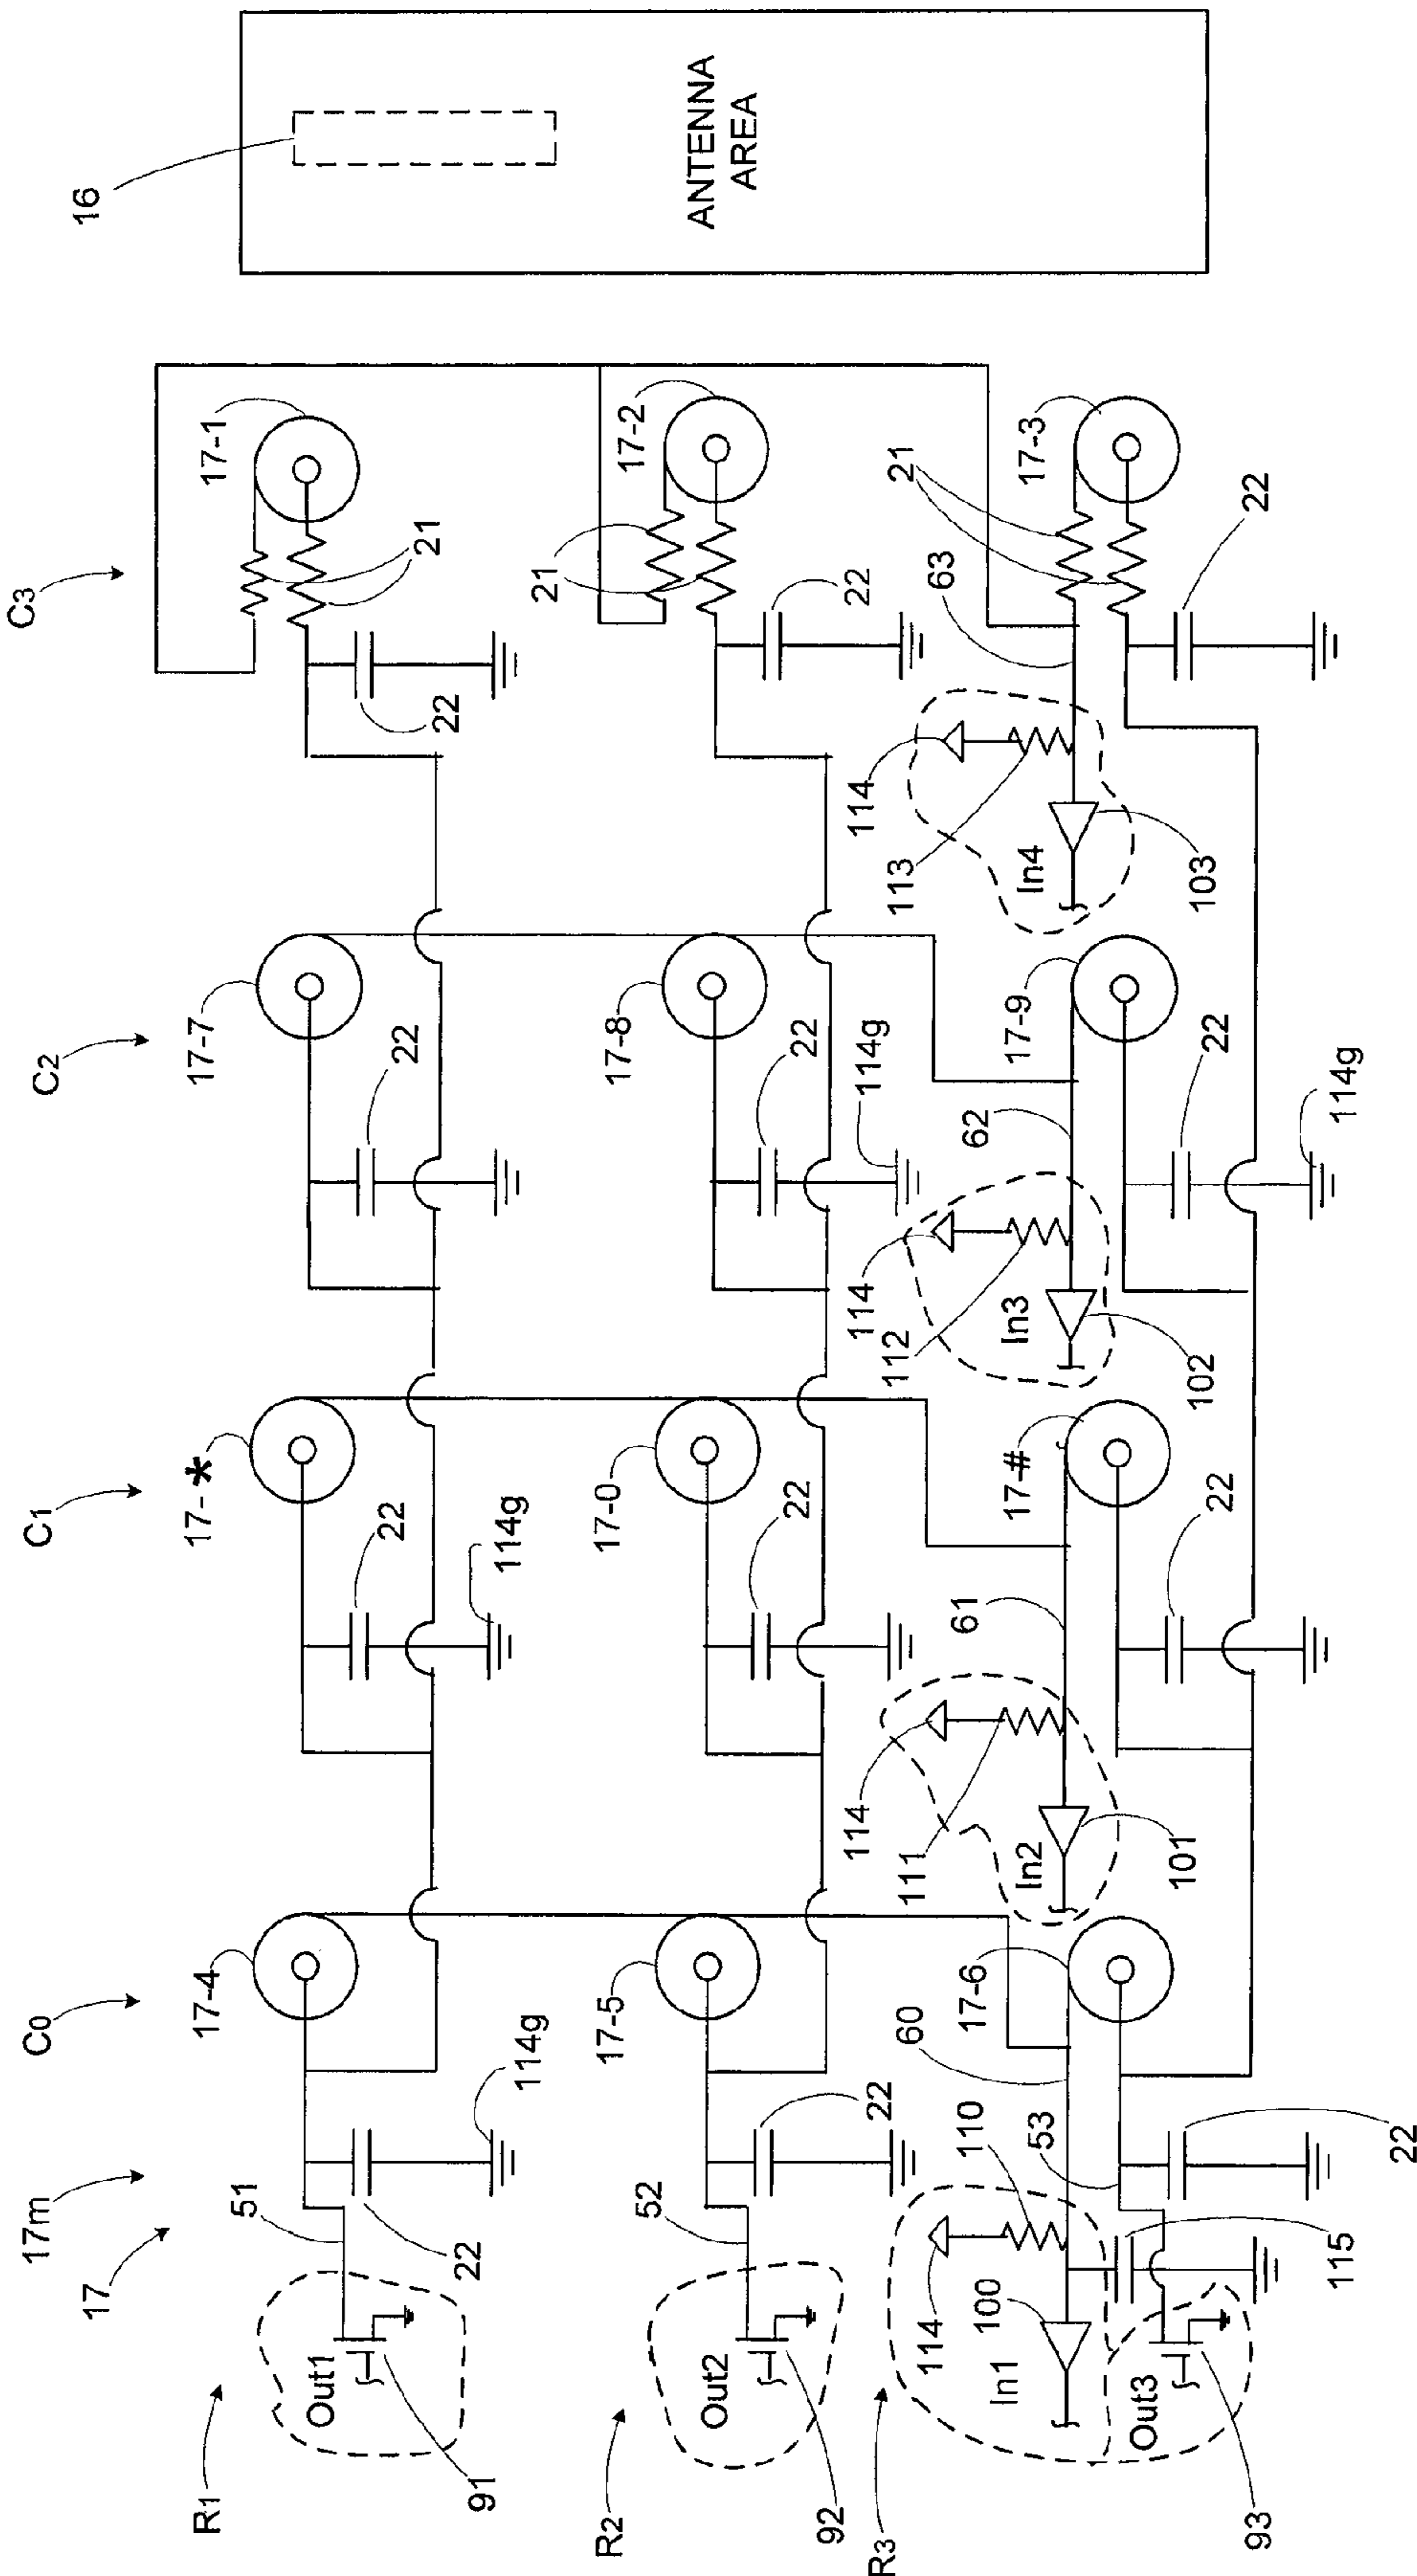 C0
C1
C2
C3
17m
16
17
R1
17-4
17-*
17-7
17-1
51
Out1
22
22
21
22
91
22
114g
114g
21
R2
17-5
17-0
17-8
17-2
52
ANTENNA
AREA
Out2
22
22
22
92
22
114g
R3
114
114
114
114
111
112
113
21
110
60
61
62
63
17-6
17-#
17-9
17-3
100
In1
In2
In3
In4
53
Out3
101
102
103
22
22
22
93
115
22
114g